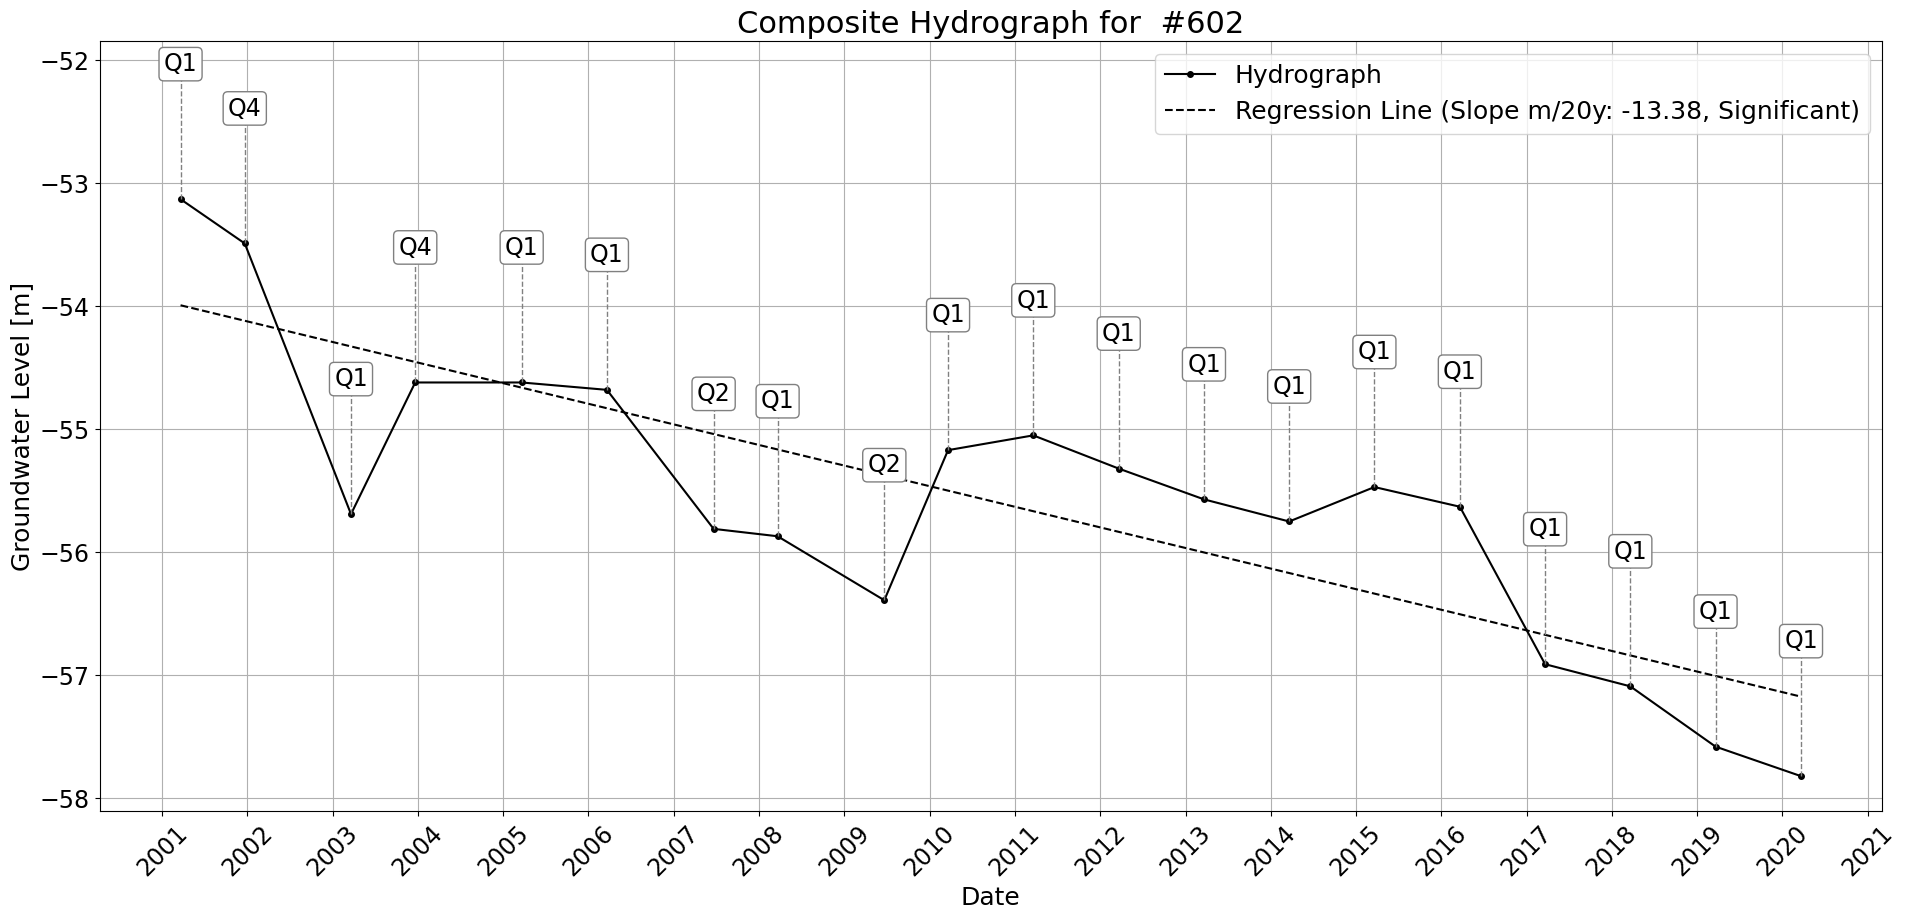 Composite Hydrograph for  #602
Hydrograph
Regression Line (Slope m/20y: -13.38, Significant)
Groundwater Level [m]
−52
−53
−54
−55
−56
−57
−58
Q1
Q4
Q1
Q4
Q1
Q1
Q2
Q1
Q2
Q1
Q1
Q1
Q1
Q1
Q1
Q1
Q1
Q1
Q1
Q1
2001
2002
2003
2004
2005
2006
2007
2008
2009
2010
2011
2012
2013
2014
2015
2016
2017
2018
2019
2020
2021
Date